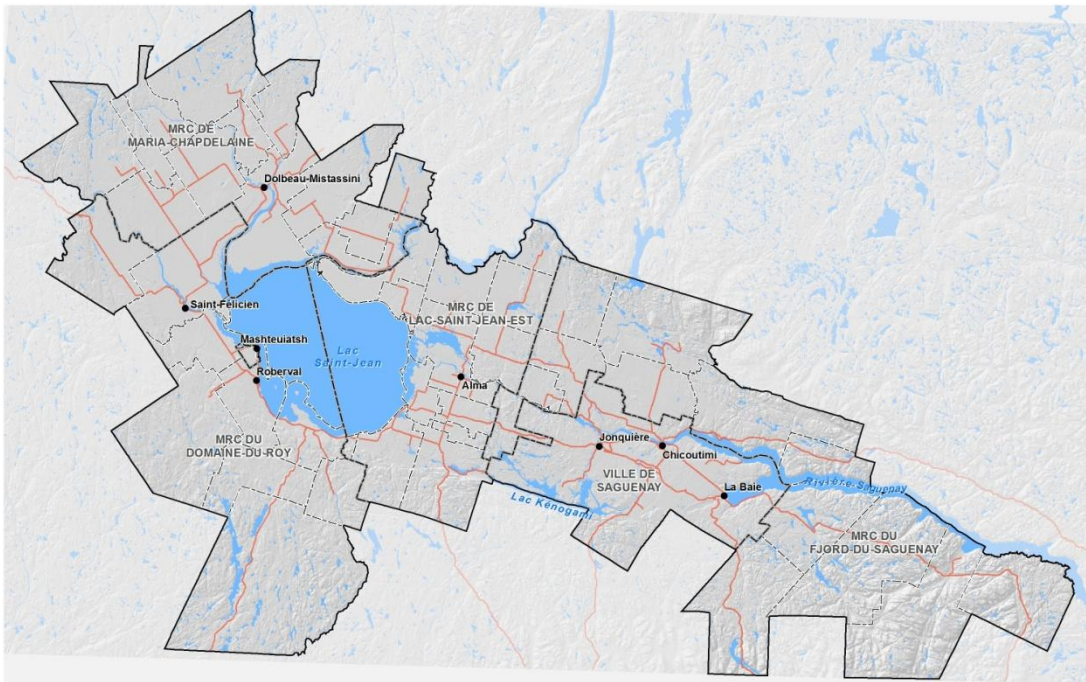 MRC DE
MARIA-CHAPDELAINE
Dolbeau-Mistassini
Saint-Félicien
MRC DE
LAC-SAINT-JEAN-EST
Mashteuiatsh
Lac
Saint-Jean
Roberval
Alma
MRC DU
DOMAINE-DU-ROY
Jonquière
Chicoutimi
VILLE DE
SAGUENAY
La Baie
Rivière-Saguenay
Lac Kénogami
MRC DU
FJORD-DU-SAGUENAY